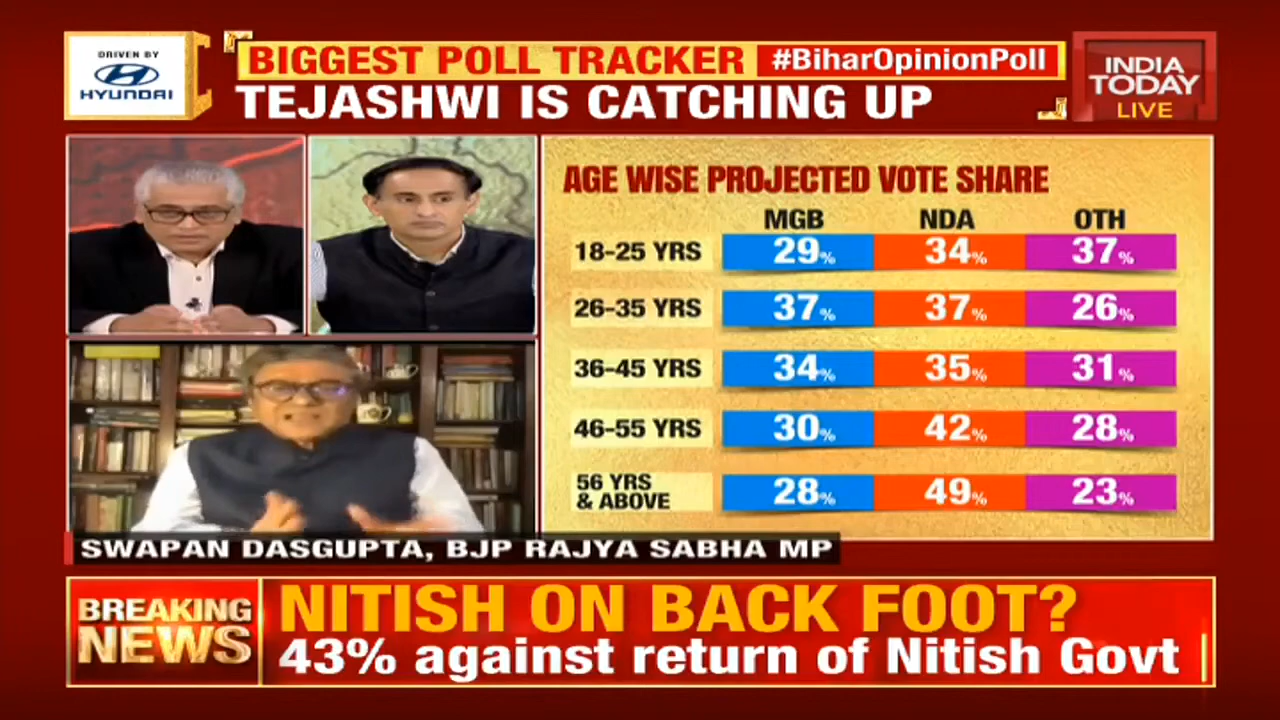 DRIVEN BY
HYUNDAI
BIGGEST POLL TRACKER #BiharOpinionPoll
TEJASHWI IS CATCHING UP
INDIA
TODAY
LIVE
AGE WISE PROJECTED VOTE SHARE
MGB NDA OTH
18-25 YRS 29% 34% 37%
26-35 YRS 37% 37% 26%
36-45 YRS 34% 35% 31%
46-55 YRS 30% 42% 28%
56 YRS
& ABOVE 28% 49% 23%
SWAPAN DASGUPTA, BJP RAJYA SABHA MP
BREAKING
NEWS
NITISH ON BACK FOOT?
43% against return of Nitish Govt